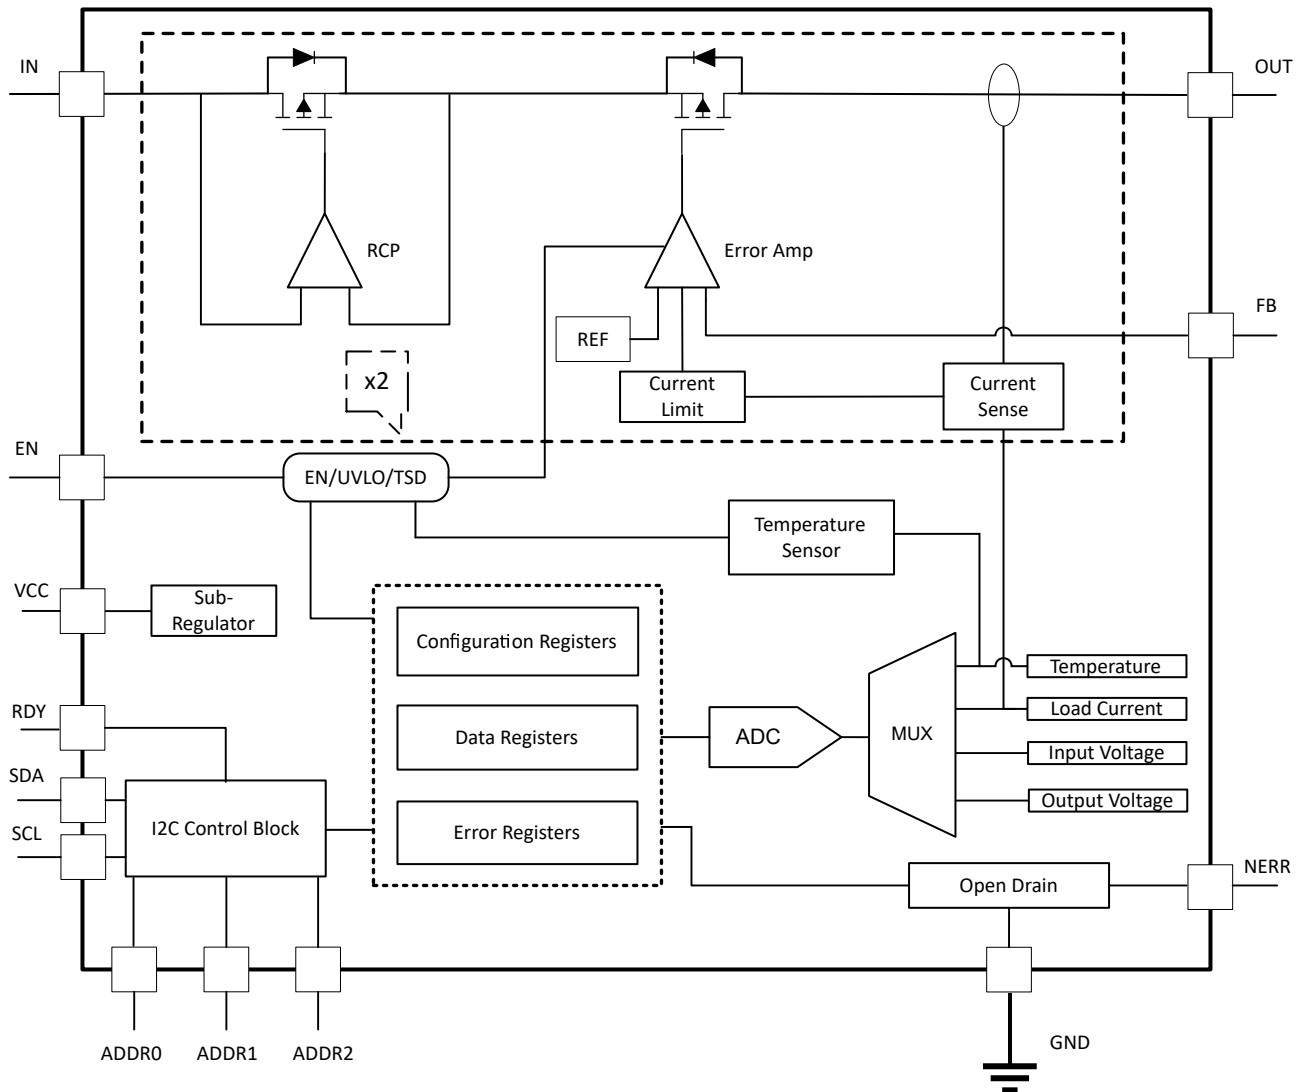 IN
OUT
RCP
Error Amp
FB
REF
x2
Current
Limit
Current
Sense
EN
EN/UVLO/TSD
Temperature
Sensor
VCC
Sub-
Regulator
Configuration Registers
Temperature
RDY
Load Current
Data Registers
ADC
MUX
Input Voltage
SDA
Output Voltage
SCL
I2C Control Block
Error Registers
NERR
Open Drain
GND
ADDR0
ADDR1
ADDR2